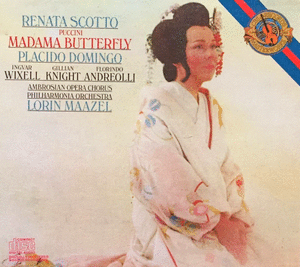 RENATA SCOTTO
PUCCINI
MADAMA BUTTERFLY
PLACIDO DOMINGO
INGVAR GILLIAN FLORINDO
WIXELL KNIGHT ANDREOLLI
AMBROSIAN OPERA CHORUS
PHILHARMONIA ORCHESTRA
LORIN MAAZEL